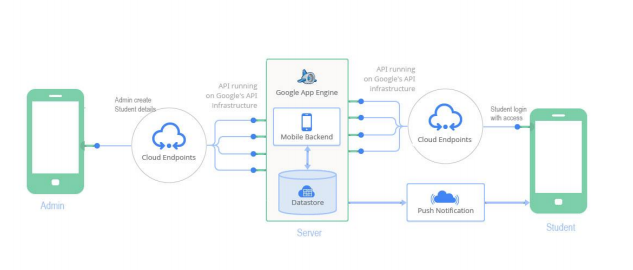 Admin create
Student details
Cloud Endpoints
Admin
API running
on Google's API
infrastructure
Google App Engine
Mobile Backend
Datastore
Server
API running
on Google's API
infrastructure
Cloud Endpoints
Student login
with access
Push Notification
Student